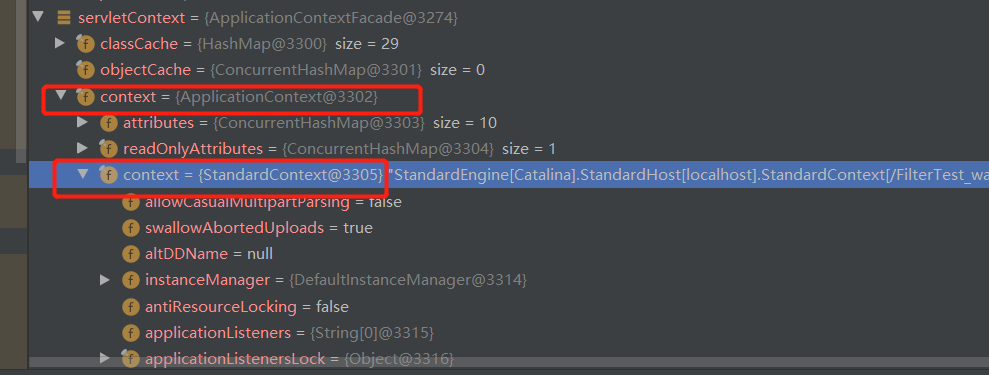 servletContext = {ApplicationContextFacade@3274}
classCache = {HashMap@3300} size = 29
objectCache = {ConcurrentHashMap@3301} size = 0
context = {ApplicationContext@3302}
attributes = {ConcurrentHashMap@3303} size = 10
readOnlyAttributes = {ConcurrentHashMap@3304} size = 1
context = {StandardContext@3305} "StandardEngine[Catalina].StandardHost[localhost].StandardContext[/FilterTest_wa
allowCasualMultipartParsing = false
swallowAbortedUploads = true
altDDName = null
instanceManager = {DefaultInstanceManager@3314}
antiResourceLocking = false
applicationListeners = {String[0]@3315}
applicationListenersLock = {Object@3316}